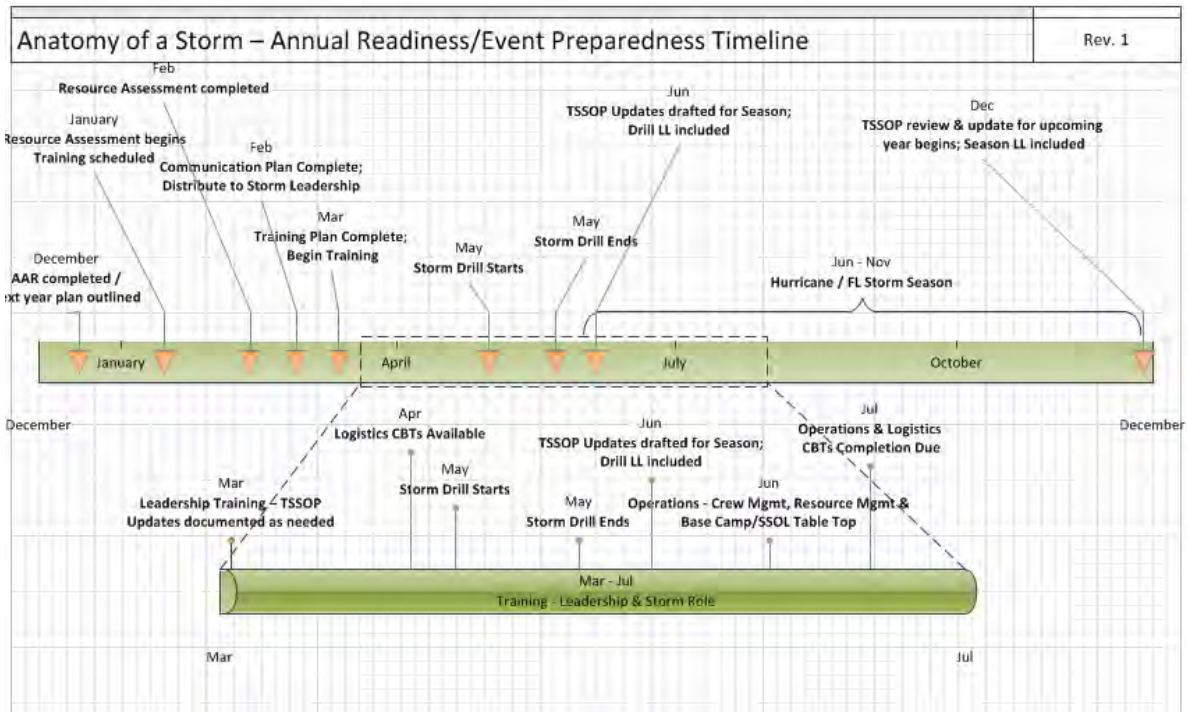 Anatomy of a Storm – Annual Readiness/Event Preparedness Timeline
Rev. 1
Feb
Resource Assessment completed
January
Resource Assessment begins
Training scheduled
Feb
Communication Plan Complete;
Distribute to Storm Leadership
Mar
Training Plan Complete;
Begin Training
December
AAR completed /
ext year plan outlined
May
Storm Drill Starts
May
Storm Drill Ends
Jun
TSSOP Updates drafted for Season;
Drill LL included
Jun - Nov
Hurricane / FL Storm Season
Dec
TSSOP review & update for upcoming
year begins; Season LL included
January
April
July
October
December
December
Mar
Leadership Training – TSSOP
Updates documented as needed
Apr
Logistics CBTs Available
May
Storm Drill Starts
May
Storm Drill Ends
Jun
TSSOP Updates drafted for Season;
Drill LL included
Jun
Operations - Crew Mgmt, Resource Mgmt &
Base Camp/SSOL Table Top
Jul
Operations & Logistics
CBTs Completion Due
Mar - Jul
Training - Leadership & Storm Role
Mar
Jul